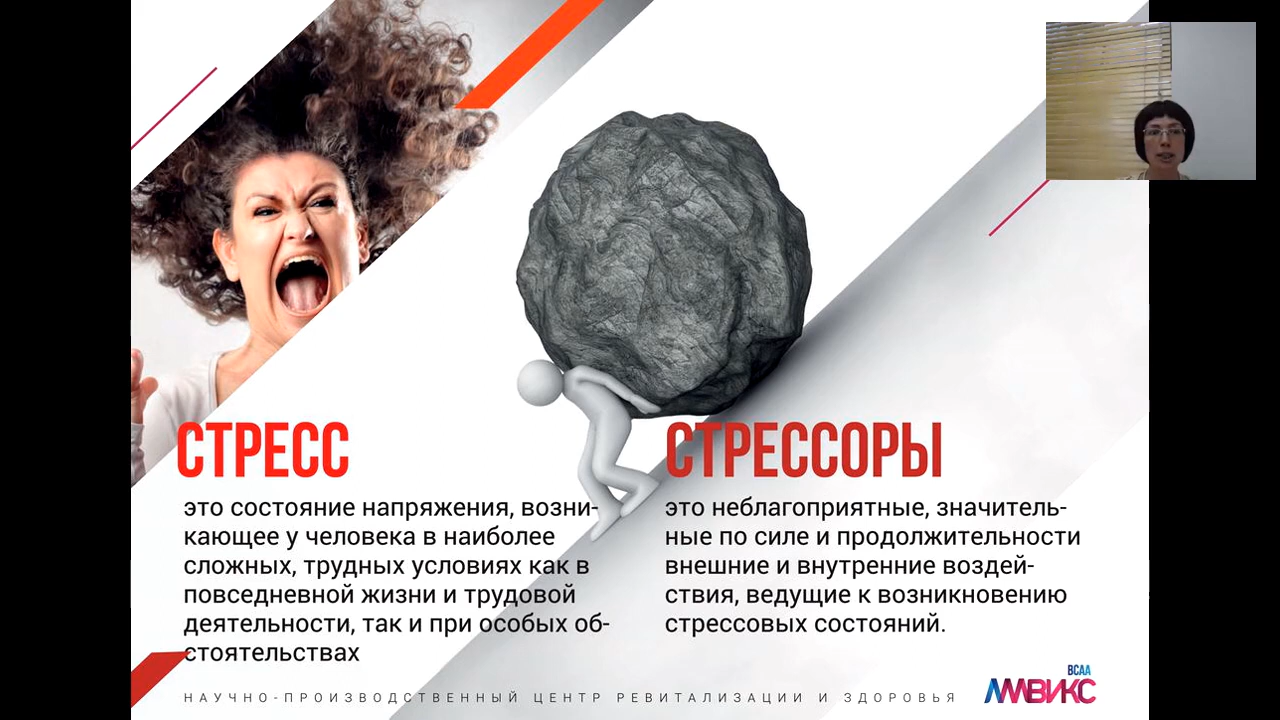 СТРЕСС
это состояние напряжения, возни-
кающее у человека в наиболее
сложных, трудных условиях как в
повседневной жизни и трудовой
деятельности, так и при особых об-
стоятельствах
СТРЕССОРЫ
это неблагоприятные, значитель-
ные по силе и продолжительности
внешние и внутренние воздей-
ствия, ведущие к возникновению
стрессовых состояний.
НАУЧНО-ПРОИЗВОДСТВЕННЫЙ ЦЕНТР РЕВИТАЛИЗАЦИИ И ЗДОРОВЬЯ
ВСАА